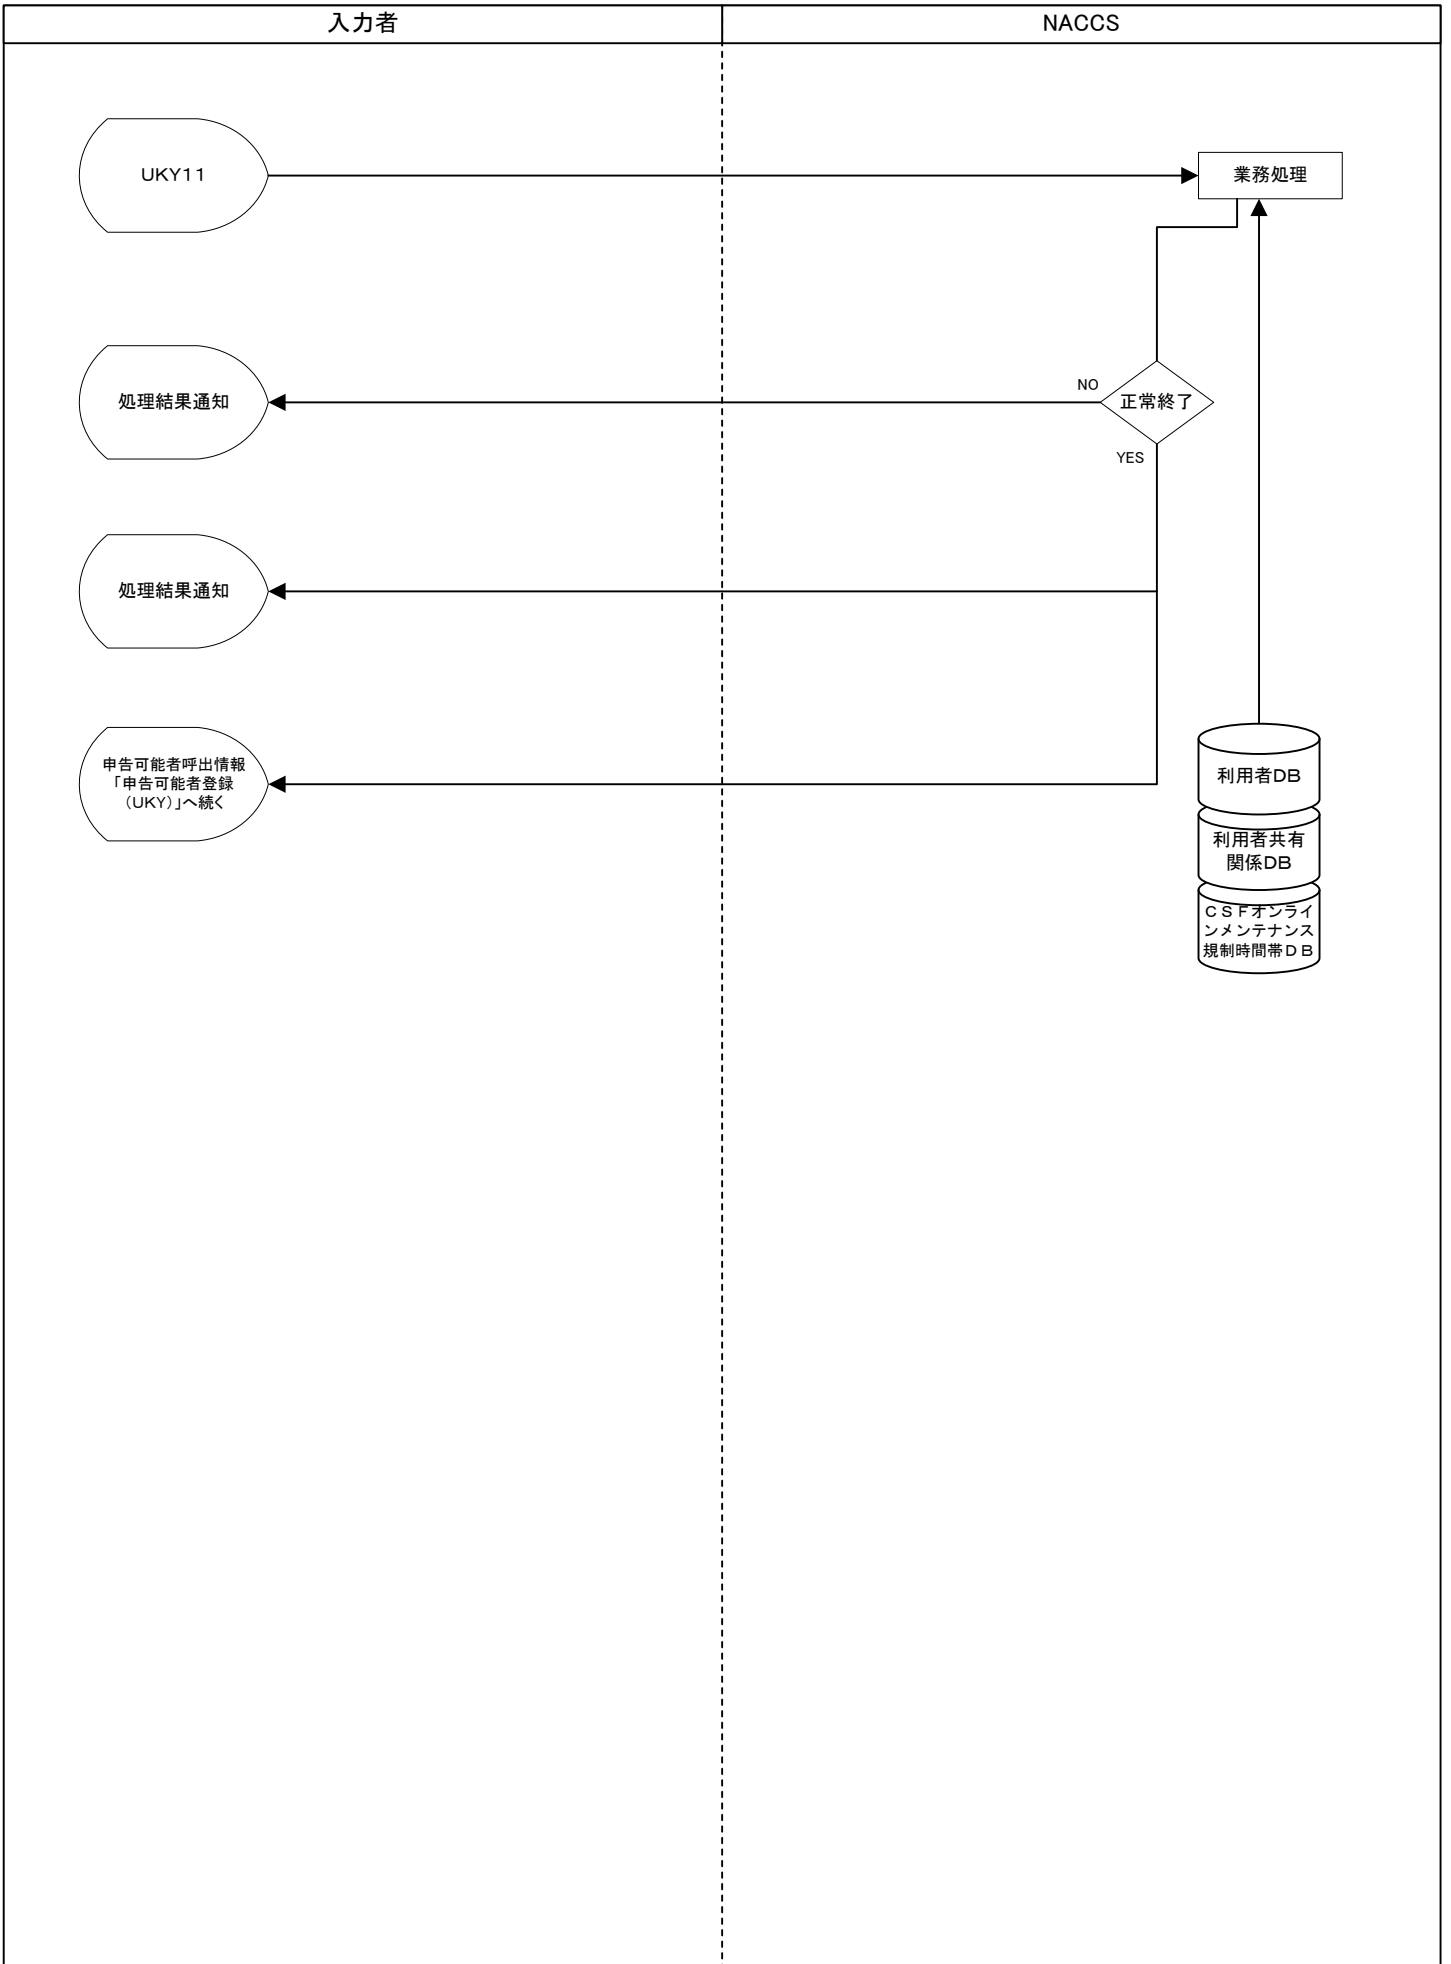 入力者
NACCS
UKY11
業務処理
NO
処理結果通知
正常終了
YES
処理結果通知
申告可能者呼出情報
「申告可能者登録
（UKY）」へ続く
利用者DB
利用者共有
関係DB
ＣＳＦオンライ
ンメンテナンス
規制時間帯ＤＢ